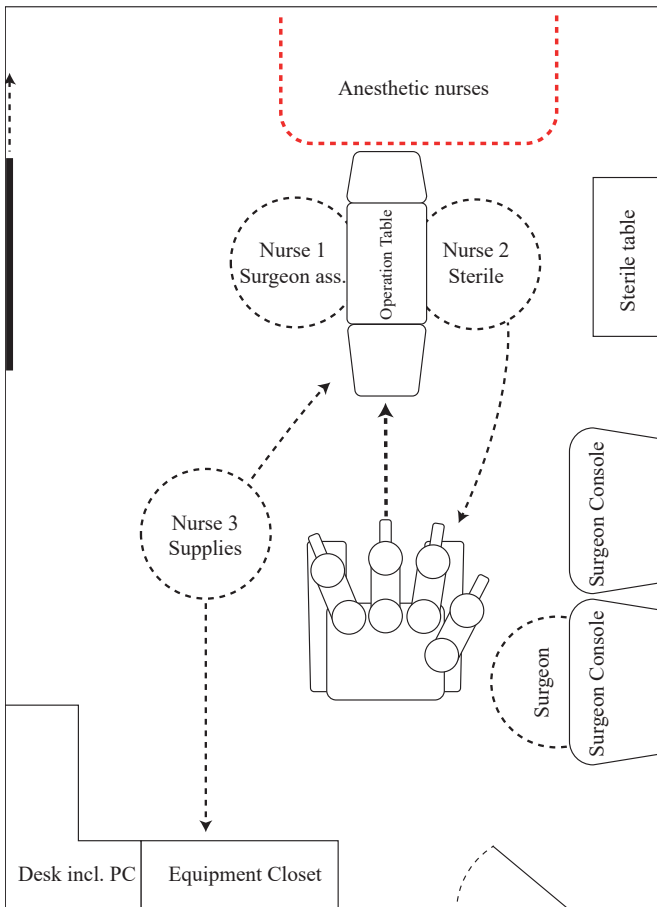 Anesthetic nurses
Nurse 1
Surgeon ass.
Operation Table
Nurse 2
Sterile
Sterile table
Nurse 3
Supplies
Surgeon Console
Surgeon
Surgeon Console
Desk incl. PC
Equipment Closet